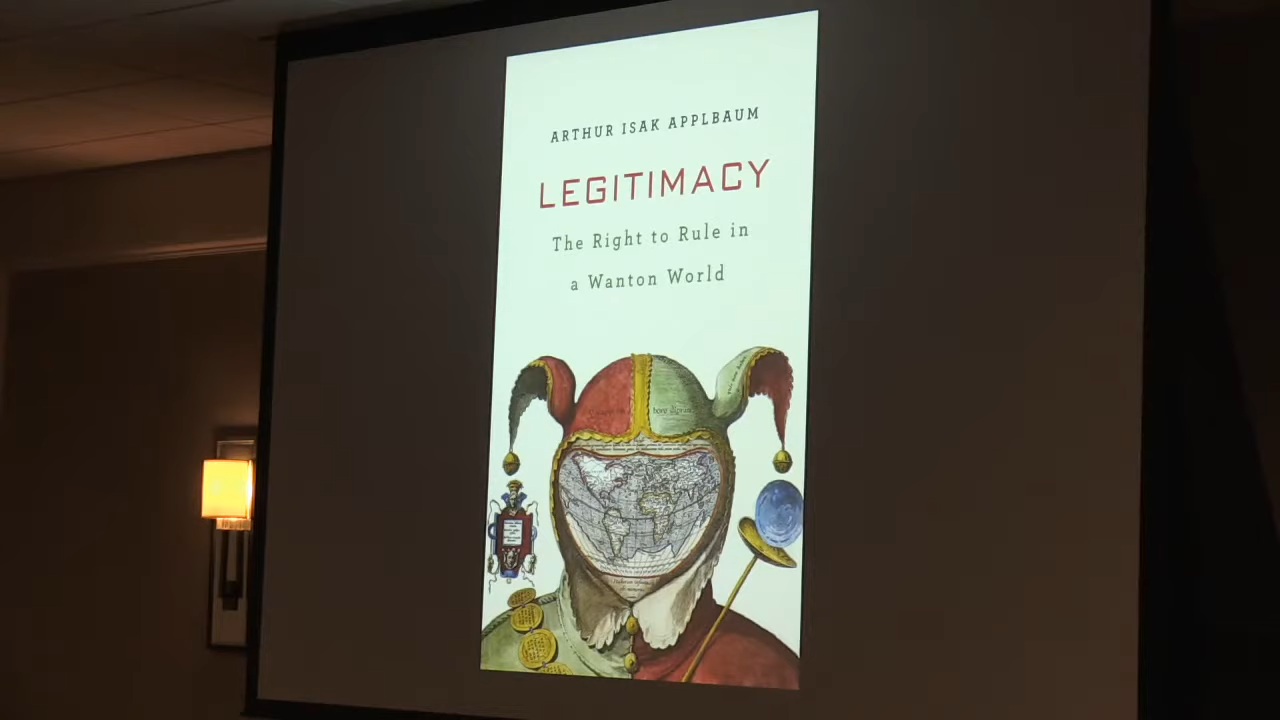 ARTHUR ISAK APPLBAUM
LEGITIMACY
The Right to Rule in
a Wanton World